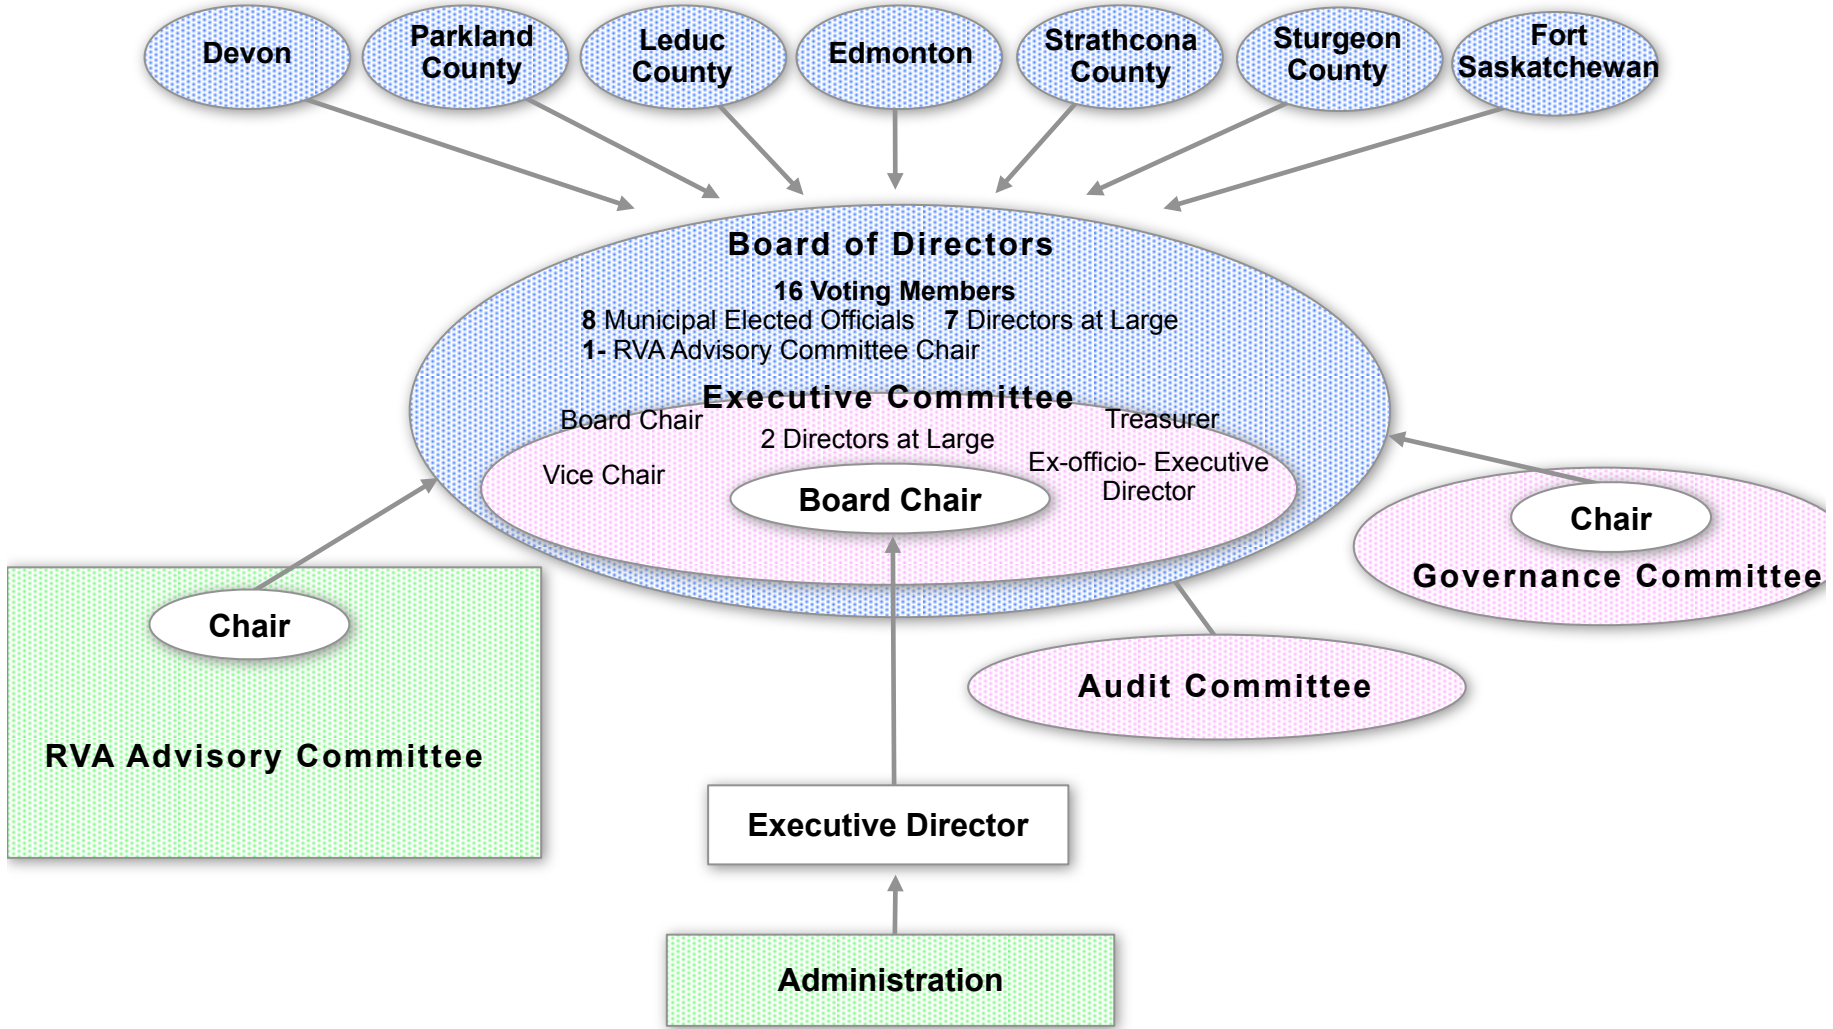 Devon
Parkland
County
Leduc
County
Edmonton
Strathcona
County
Sturgeon
County
Fort
Saskatchewan
Board of Directors
16 Voting Members
8 Municipal Elected Officials 7 Directors at Large
1- RVA Advisory Committee Chair
Executive Committee
Board Chair
2 Directors at Large
Treasurer
Vice Chair
Ex-officio- Executive
Director
Board Chair
Chair
Governance Committee
Chair
RVA Advisory Committee
Audit Committee
Executive Director
Administration